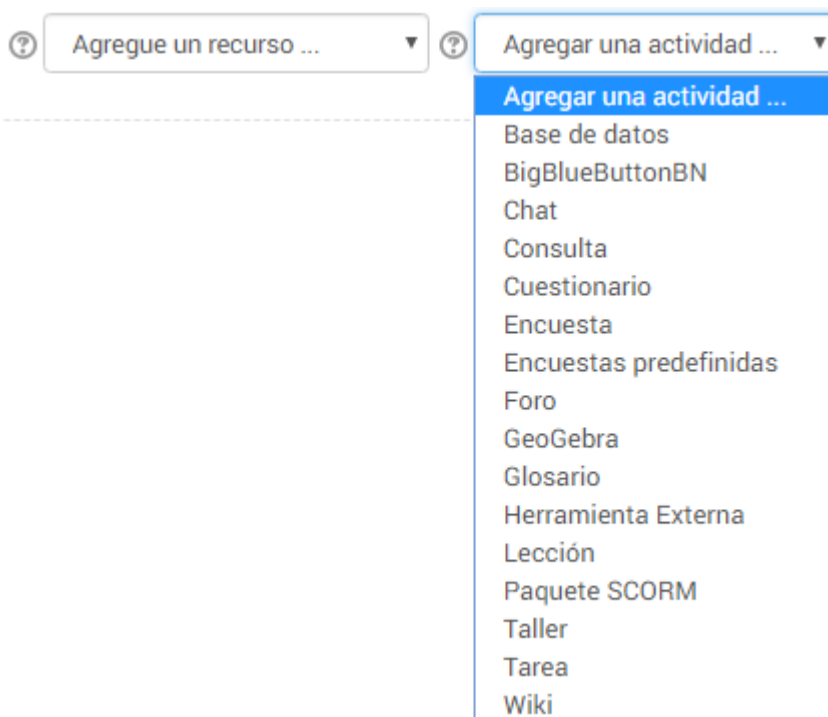 Agregue un recurso ...
Agregar una actividad ...
Agregar una actividad ...
Base de datos
BigBlueButtonBN
Chat
Consulta
Cuestionario
Encuesta
Encuestas predefinidas
Foro
GeoGebra
Glosario
Herramienta Externa
Lección
Paquete SCORM
Taller
Tarea
Wiki